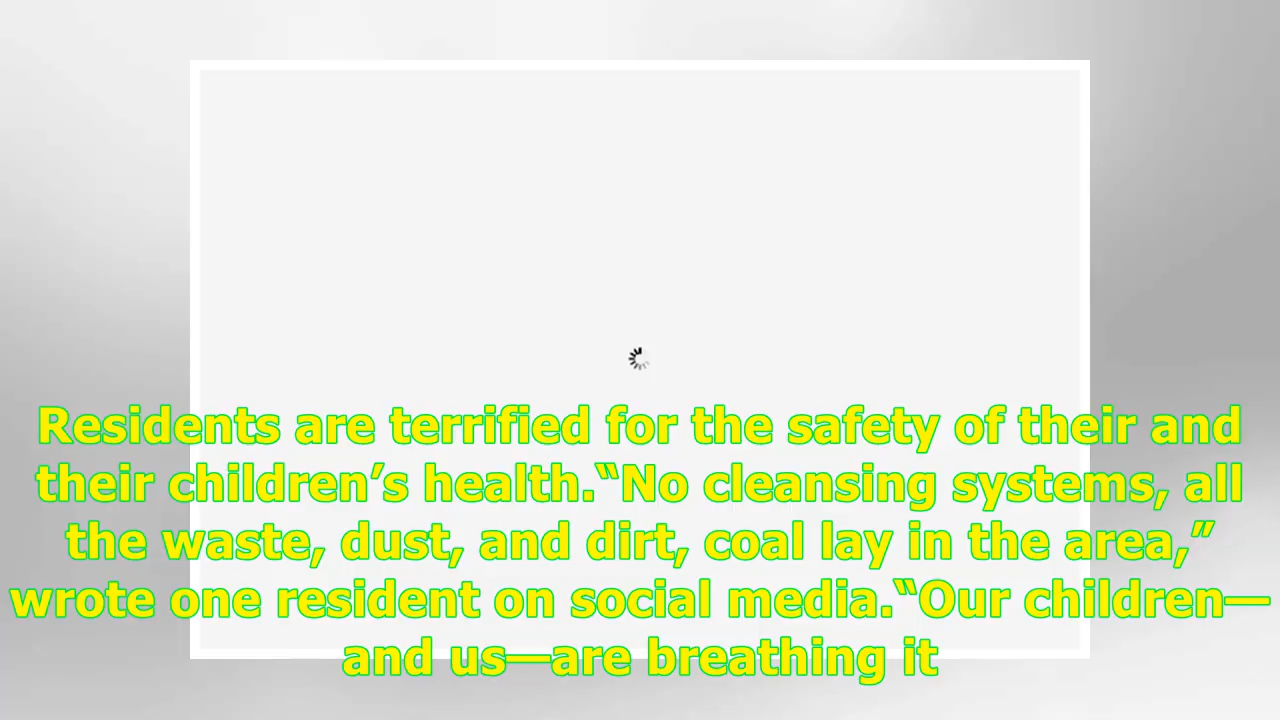 Residents are terrified for the safety of their and
their children’s health.“No cleansing systems, all
the waste, dust, and dirt, coal lay in the area,”
wrote one resident on social media.“Our children—
and us—are breathing it